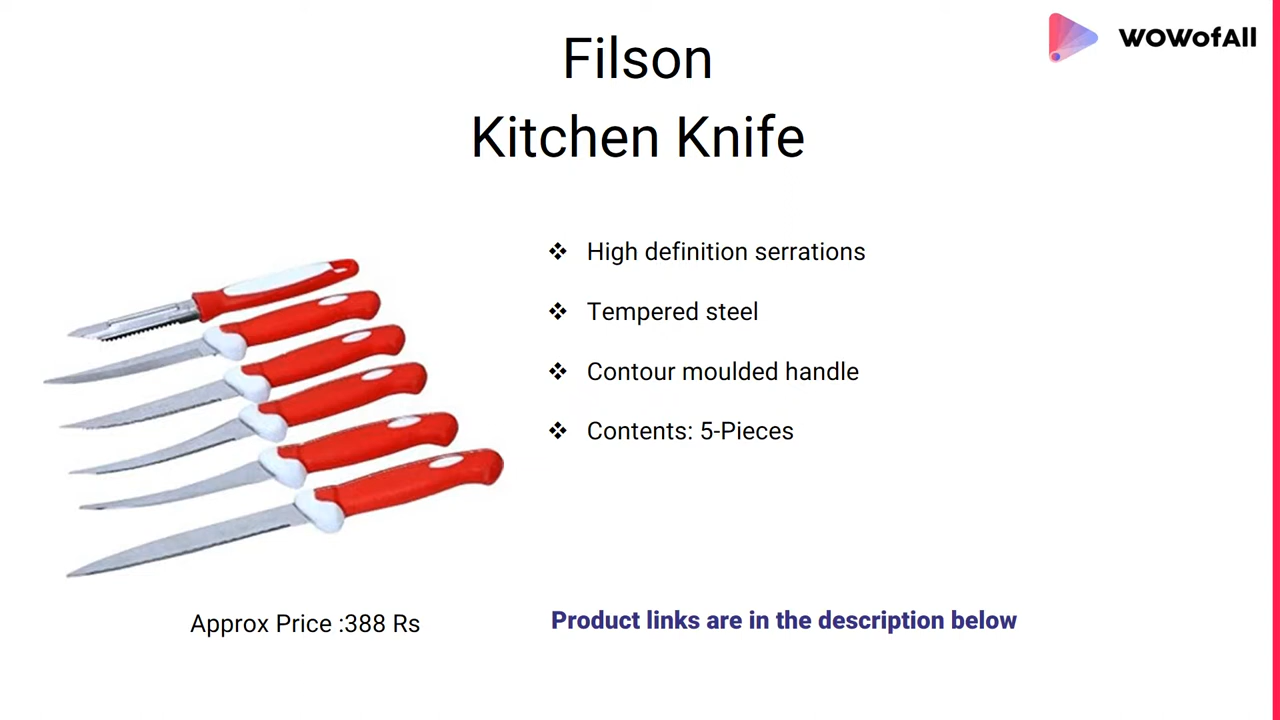 WOWofAll
Filson
Kitchen Knife
❖ High definition serrations
❖ Tempered steel
❖ Contour moulded handle
❖ Contents: 5-Pieces
Approx Price :388 Rs
Product links are in the description below